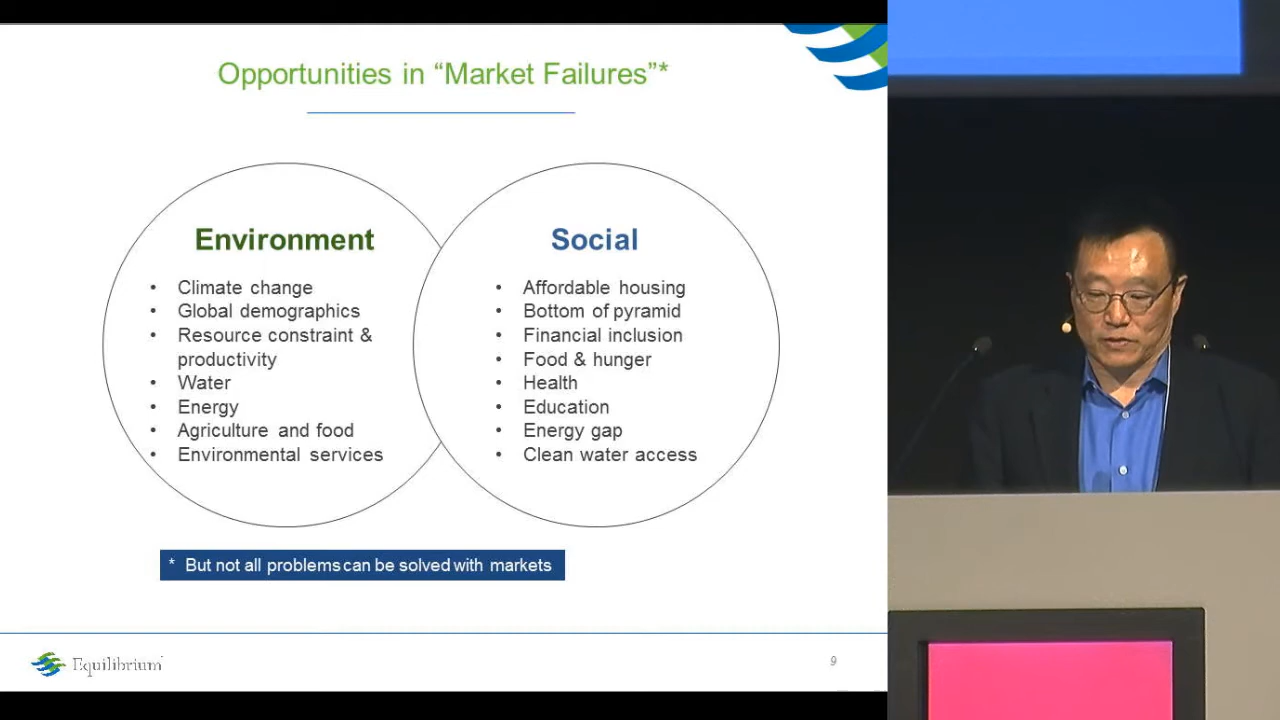 Opportunities in “Market Failures”*
Environment
• Climate change
• Global demographics
• Resource constraint &
productivity
• Water
• Energy
• Agriculture and food
• Environmental services
Social
• Affordable housing
• Bottom of pyramid
• Financial inclusion
• Food & hunger
• Health
• Education
• Energy gap
• Clean water access
* But not all problems can be solved with markets
Equilibrium
9